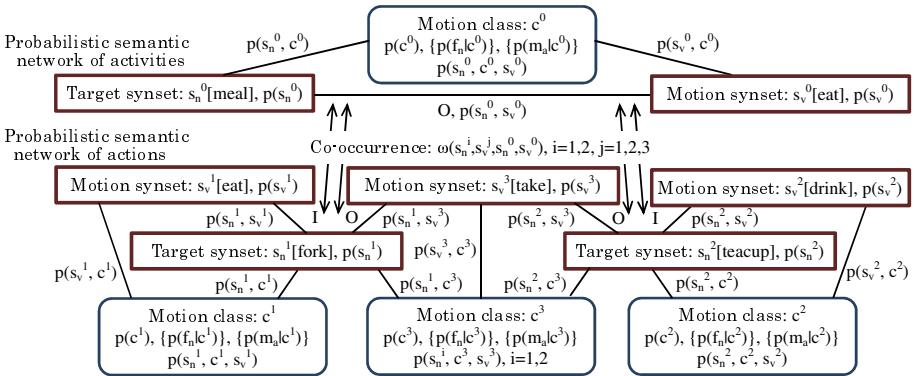 Motion class: c⁰
p(c⁰), {p(fₙ|c⁰)}, {p(mₐ|c⁰)}
p(sₙ⁰, c⁰, sᵥ⁰)
Probabilistic semantic
network of activities
p(sₙ⁰, c⁰)
p(sᵥ⁰, c⁰)
Target synset: sₙ⁰[meal], p(sₙ⁰)
Motion synset: sᵥ⁰[eat], p(sᵥ⁰)
O, p(sₙ⁰, sᵥ⁰)
Probabilistic semantic
network of actions
Co-occurrence: ω(sₙⁱ,sᵥʲ,sₙ⁰,sᵥ⁰), i=1,2, j=1,2,3
Motion synset: sᵥ¹[eat], p(sᵥ¹)
Motion synset: sᵥ³[take], p(sᵥ³)
Motion synset: sᵥ²[drink], p(sᵥ²)
p(sₙ¹, sᵥ¹)
I
O
p(sₙ¹, sᵥ³)
p(sₙ², sᵥ³)
O
I
p(sₙ², sᵥ²)
Target synset: sₙ¹[fork], p(sₙ¹)
p(sᵥ³, c³)
Target synset: sₙ²[teacup], p(sₙ²)
p(sᵥ¹, c¹)
p(sₙ¹, c¹)
p(sₙ¹, c³)
p(sₙ², c³)
p(sₙ², c²)
p(sᵥ², c²)
Motion class: c¹
p(c¹), {p(fₙ|c¹)}, {p(mₐ|c¹)}
p(sₙ¹, c¹, sᵥ¹)
Motion class: c³
p(c³), {p(fₙ|c³)}, {p(mₐ|c³)}
p(sₙⁱ, c³, sᵥ³), i=1,2
Motion class: c²
p(c²), {p(fₙ|c²)}, {p(mₐ|c²)}
p(sₙ², c², sᵥ²)